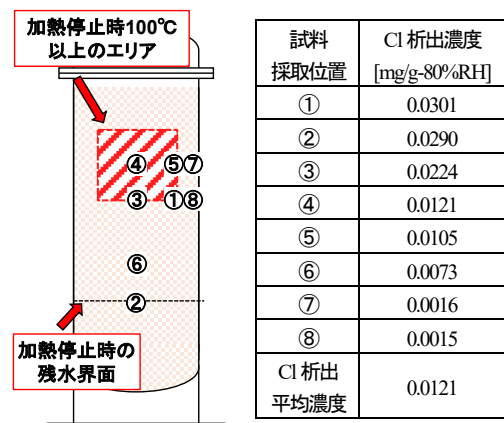 加熱停止時100℃
以上のエリア
④ ⑤⑦
③ ①⑧
⑥
②
加熱停止時の
残水界面
試料
採取位置
Cl 析出濃度
[mg/g-80%RH]
① 0.0301
② 0.0290
③ 0.0224
④ 0.0121
⑤ 0.0105
⑥ 0.0073
⑦ 0.0016
⑧ 0.0015
Cl 析出
平均濃度
0.0121